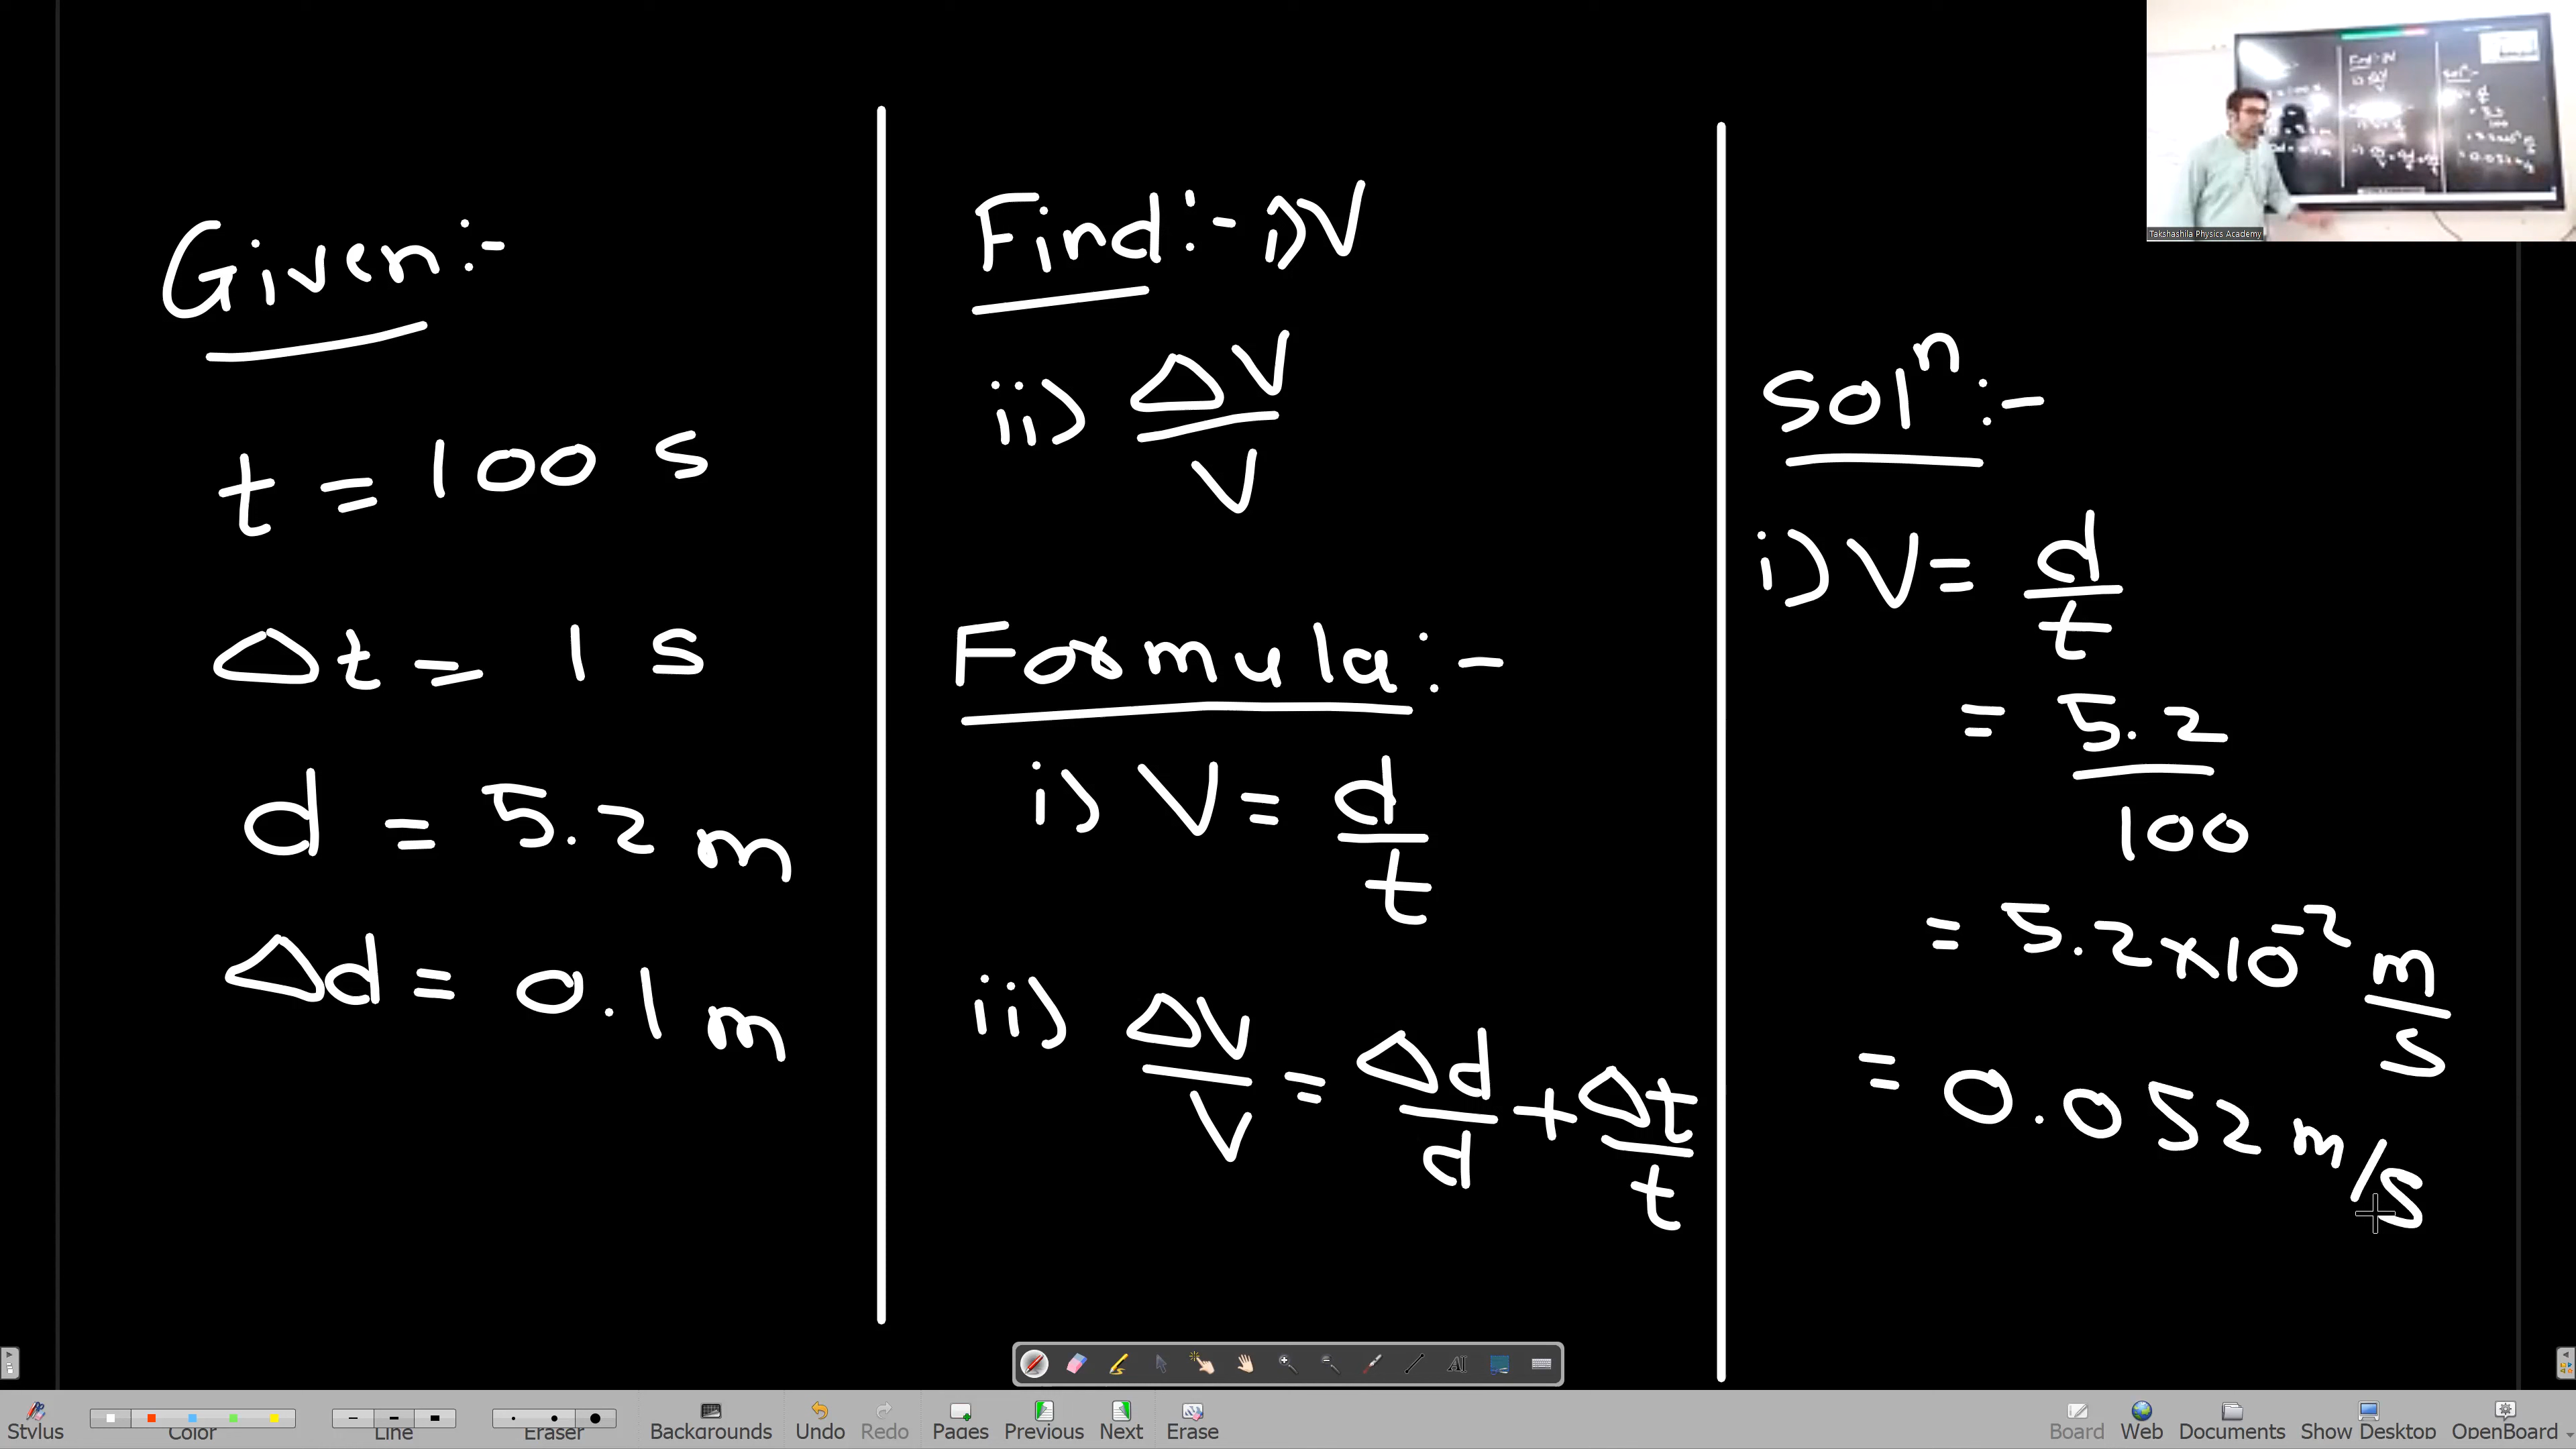 Given:-
t = 100 s
Δt = 1 s
d = 5.2 m
Δd = 0.1 m
Find:- i) V
ii) ΔV/V
Formula:-
i) V = d/t
ii) ΔV/V = Δd/d + Δt/t
Solⁿ:-
i) V = d/t
= 5.2/100
= 5.2×10⁻² m/s
= 0.052 m/s
Takshashila Physics Academy
Stylus
Color
Line
Eraser
Backgrounds
Undo
Redo
Pages
Previous
Next
Erase
Board
Web
Documents
Show Desktop
OpenBoard